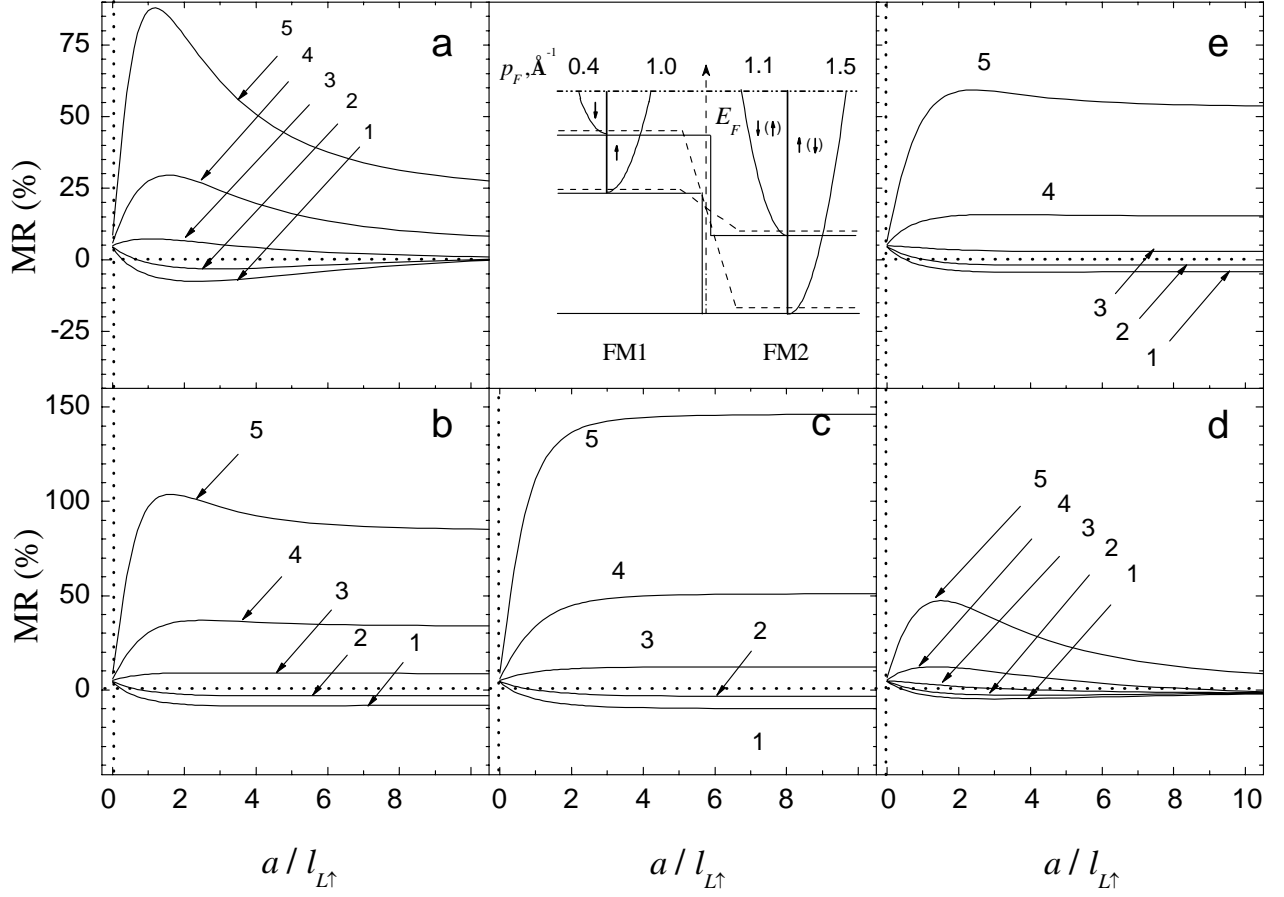 a
MR (%)
75
50
25
0
-25
5
4
3
2
1
p_F, Å^-1
0.4 1.0 1.1 1.5
E_F
↓ ↑ ↓(↑) ↑(↓)
FM1 FM2
e
5
4
3
2
1
b
MR (%)
150
100
50
0
5
4
3
2
1
0 2 4 6 8
a / l_L↑
c
5
4
3
2
1
0 2 4 6 8
a / l_L↑
d
5
4
3
2
1
0 2 4 6 8 10
a / l_L↑